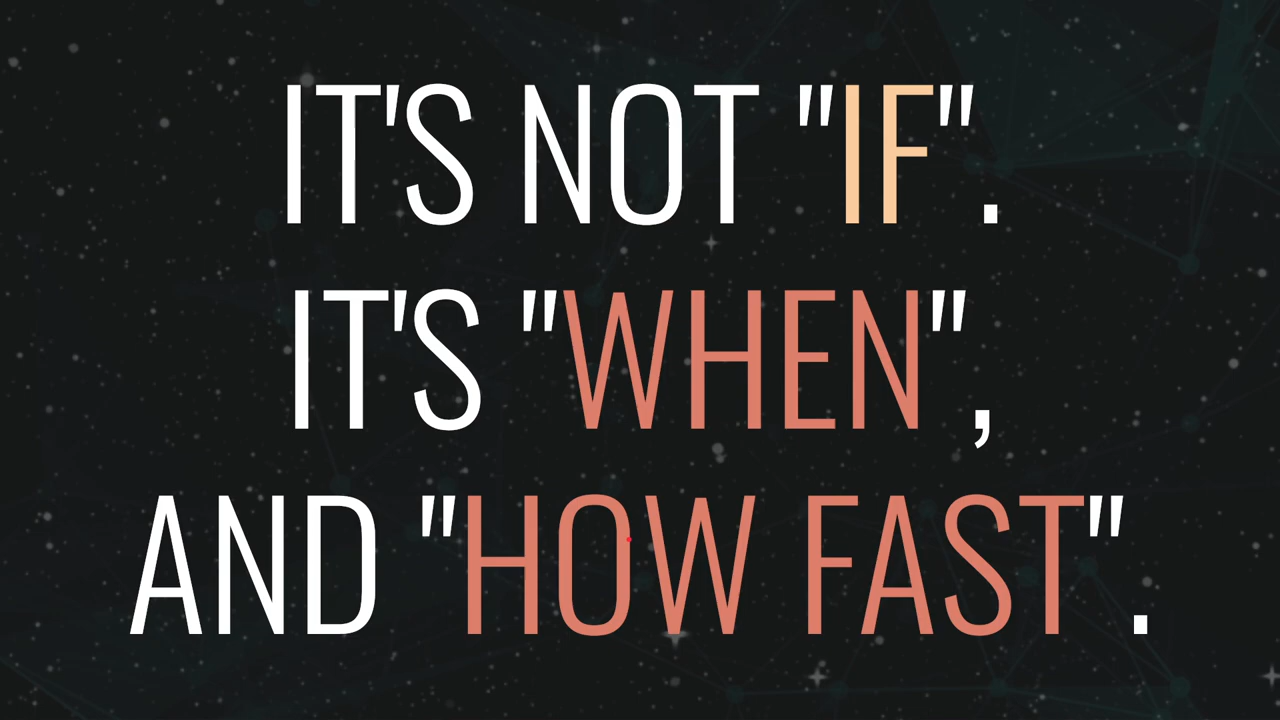 IT'S NOT "IF".
IT'S "WHEN",
AND "HOW FAST".